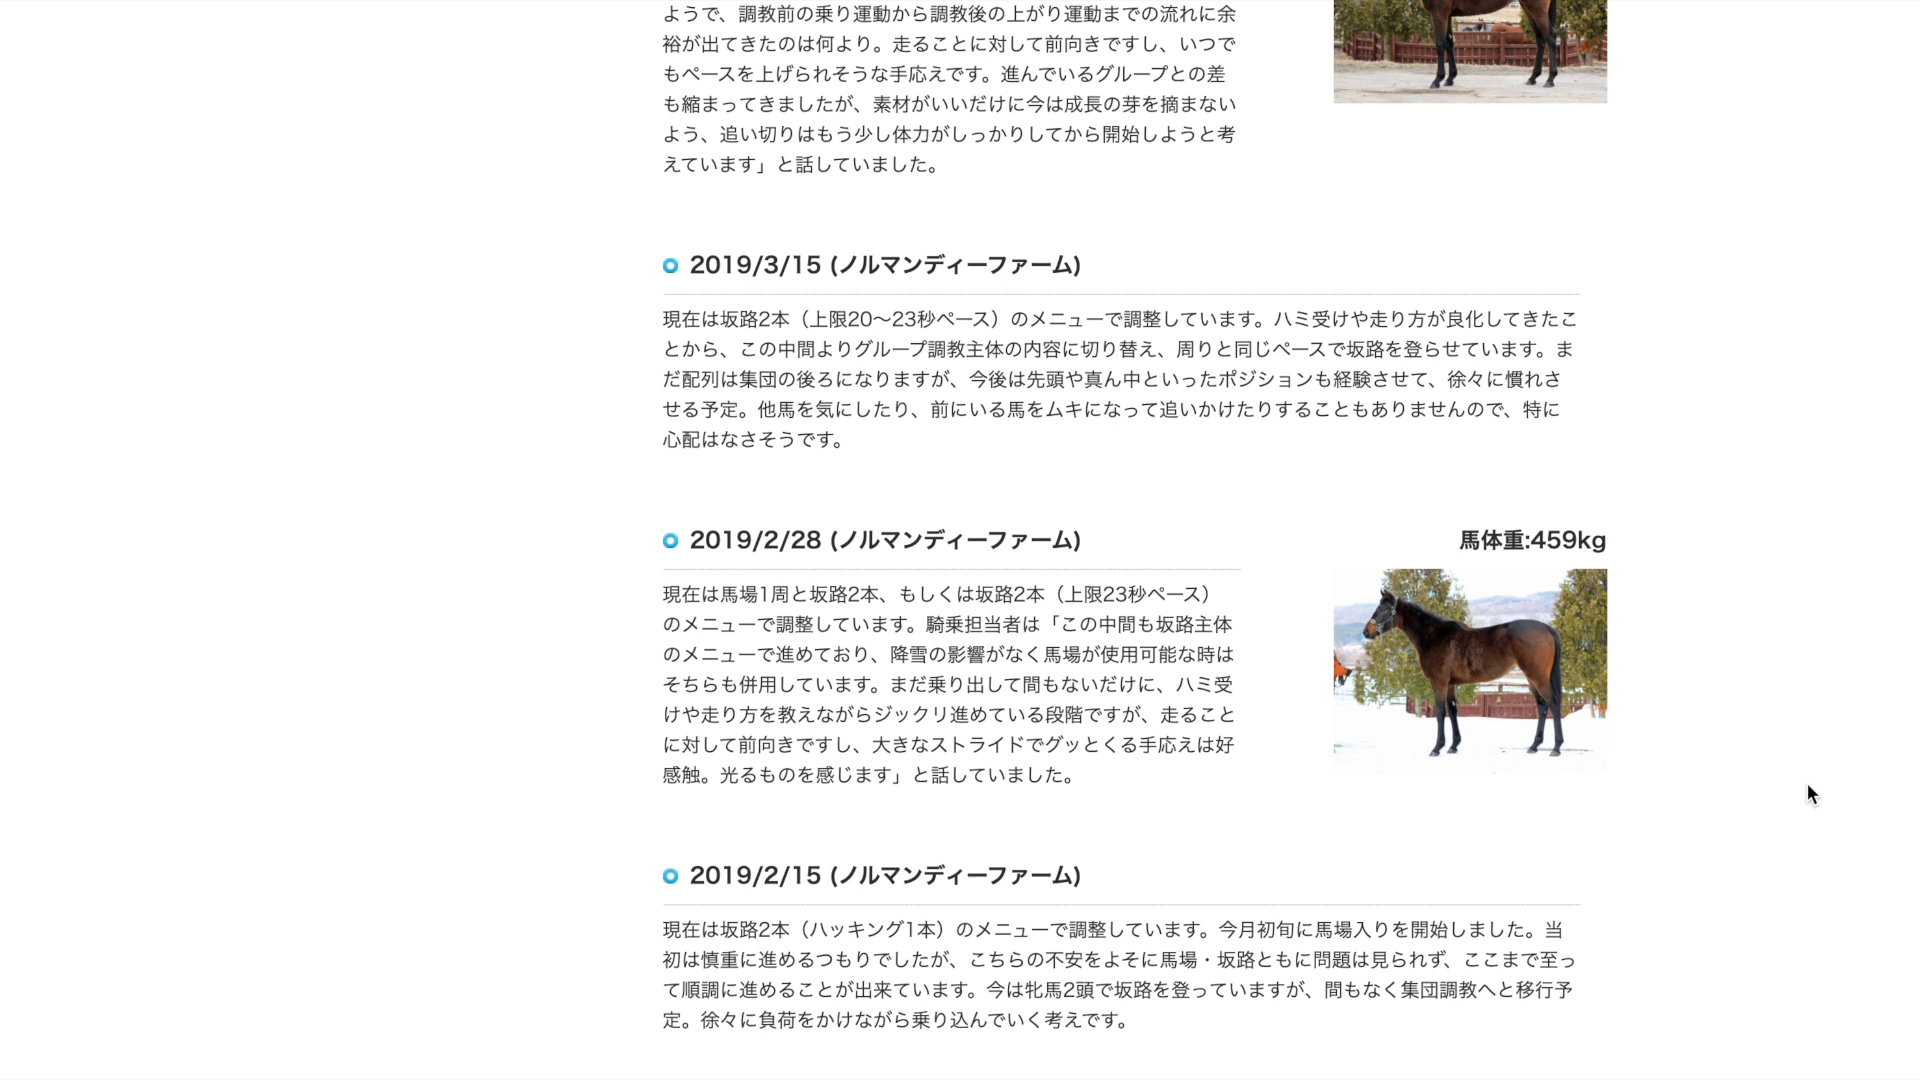 ようで、調教前の乗り運動から調教後の上がり運動までの流れに余
裕が出てきたのは何より。走ることに対して前向きですし、いつで
もペースを上げられそうな手応えです。進んでいるグループとの差
も縮まってきましたが、素材がいいだけに今は成長の芽を摘まない
よう、追い切りはもう少し体力がしっかりしてから開始しようと考
えています」と話していました。
2019/3/15 (ノルマンディーファーム)
現在は坂路2本（上限20〜23秒ペース）のメニューで調整しています。ハミ受けや走り方が良化してきたこ
とから、この中間よりグループ調教主体の内容に切り替え、周りと同じペースで坂路を登らせています。ま
だ配列は集団の後ろになりますが、今後は先頭や真ん中といったポジションも経験させて、徐々に慣れさ
せる予定。他馬を気にしたり、前にいる馬をムキになって追いかけたりすることもありませんので、特に
心配はなさそうです。
2019/2/28 (ノルマンディーファーム)
馬体重:459kg
現在は馬場1周と坂路2本、もしくは坂路2本（上限23秒ペース）
のメニューで調整しています。騎乗担当者は「この中間も坂路主体
のメニューで進めており、降雪の影響がなく馬場が使用可能な時は
そちらも併用しています。まだ乗り出して間もないだけに、ハミ受
けや走り方を教えながらジックリ進めている段階ですが、走ること
に対して前向きですし、大きなストライドでグッとくる手応えは好
感触。光るものを感じます」と話していました。
2019/2/15 (ノルマンディーファーム)
現在は坂路2本（ハッキング1本）のメニューで調整しています。今月初旬に馬場入りを開始しました。当
初は慎重に進めるつもりでしたが、こちらの不安をよそに馬場・坂路ともに問題は見られず、ここまで至っ
て順調に進めることが出来ています。今は牝馬2頭で坂路を登っていますが、間もなく集団調教へと移行予
定。徐々に負荷をかけながら乗り込んでいく考えです。